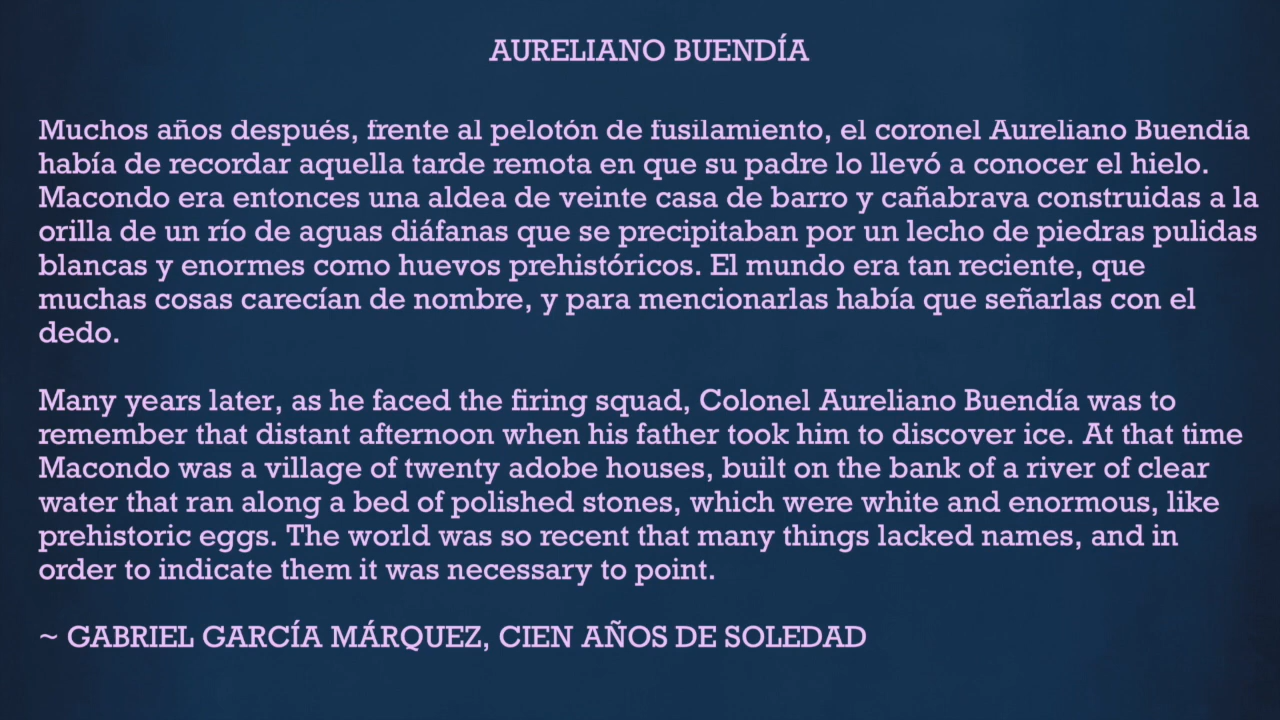 AURELIANO BUENDÍA
Muchos años después, frente al pelotón de fusilamiento, el coronel Aureliano Buendía
había de recordar aquella tarde remota en que su padre lo llevó a conocer el hielo.
Macondo era entonces una aldea de veinte casa de barro y cañabrava construidas a la
orilla de un río de aguas diáfanas que se precipitaban por un lecho de piedras pulidas
blancas y enormes como huevos prehistóricos. El mundo era tan reciente, que
muchas cosas carecían de nombre, y para mencionarlas había que señarlas con el
dedo.
Many years later, as he faced the firing squad, Colonel Aureliano Buendía was to
remember that distant afternoon when his father took him to discover ice. At that time
Macondo was a village of twenty adobe houses, built on the bank of a river of clear
water that ran along a bed of polished stones, which were white and enormous, like
prehistoric eggs. The world was so recent that many things lacked names, and in
order to indicate them it was necessary to point.
~ GABRIEL GARCÍA MÁRQUEZ, CIEN AÑOS DE SOLEDAD